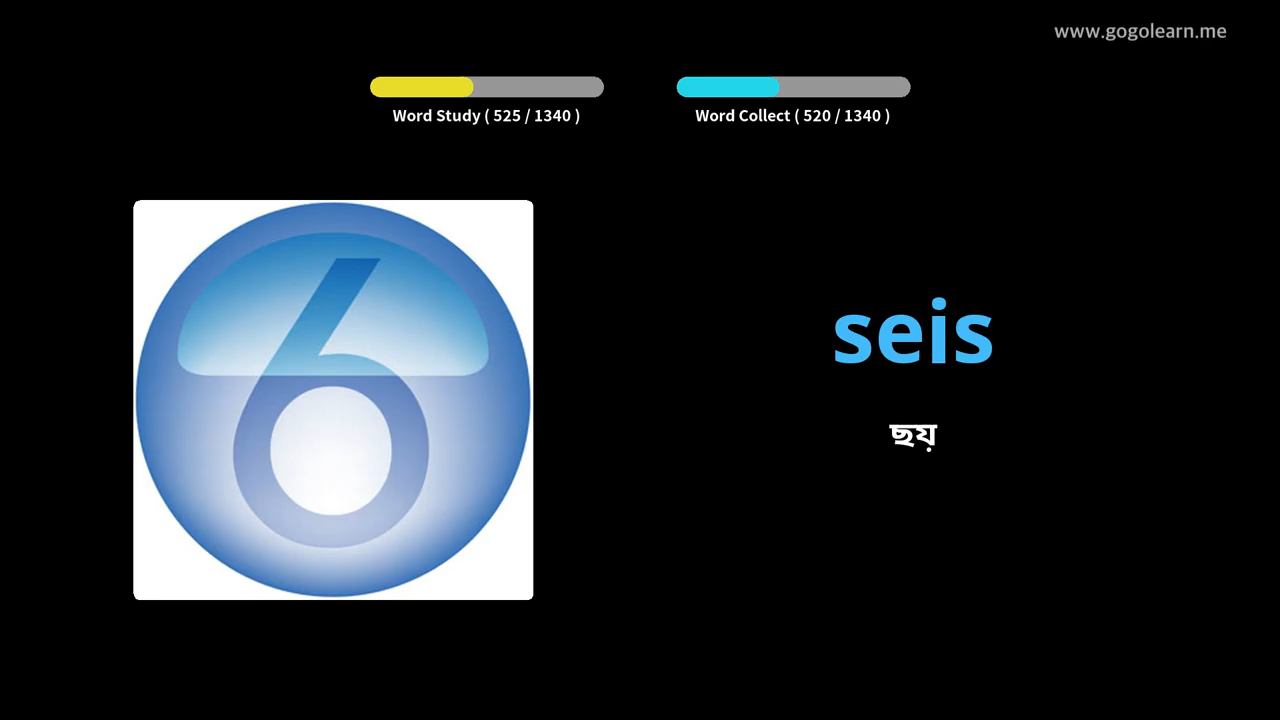 www.gogolearn.me
Word Study ( 525 / 1340 )
Word Collect ( 520 / 1340 )
6
seis
ছয়